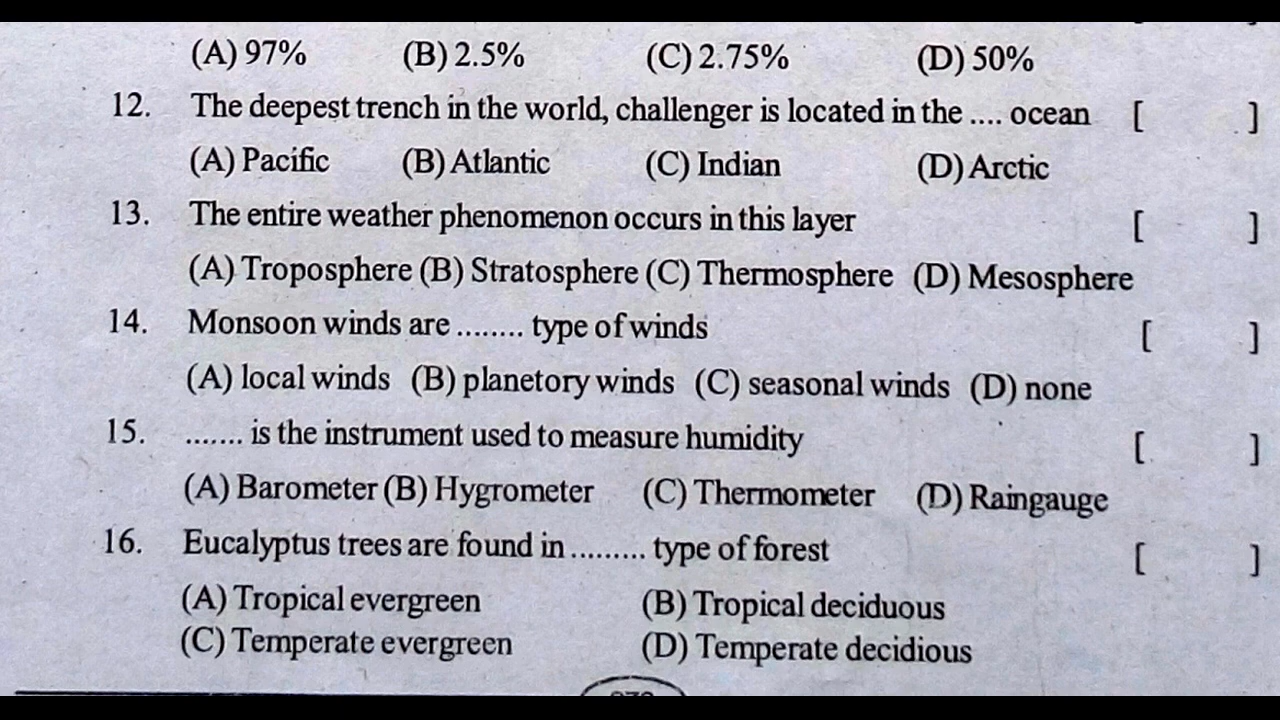 (A) 97% (B) 2.5% (C) 2.75% (D) 50%
12. The deepest trench in the world, challenger is located in the .... ocean [ ]
(A) Pacific (B) Atlantic (C) Indian (D) Arctic
13. The entire weather phenomenon occurs in this layer [ ]
(A) Troposphere (B) Stratosphere (C) Thermosphere (D) Mesosphere
14. Monsoon winds are ........ type of winds [ ]
(A) local winds (B) planetory winds (C) seasonal winds (D) none
15. ....... is the instrument used to measure humidity [ ]
(A) Barometer (B) Hygrometer (C) Thermometer (D) Raingauge
16. Eucalyptus trees are found in ......... type of forest [ ]
(A) Tropical evergreen (B) Tropical deciduous
(C) Temperate evergreen (D) Temperate decidious